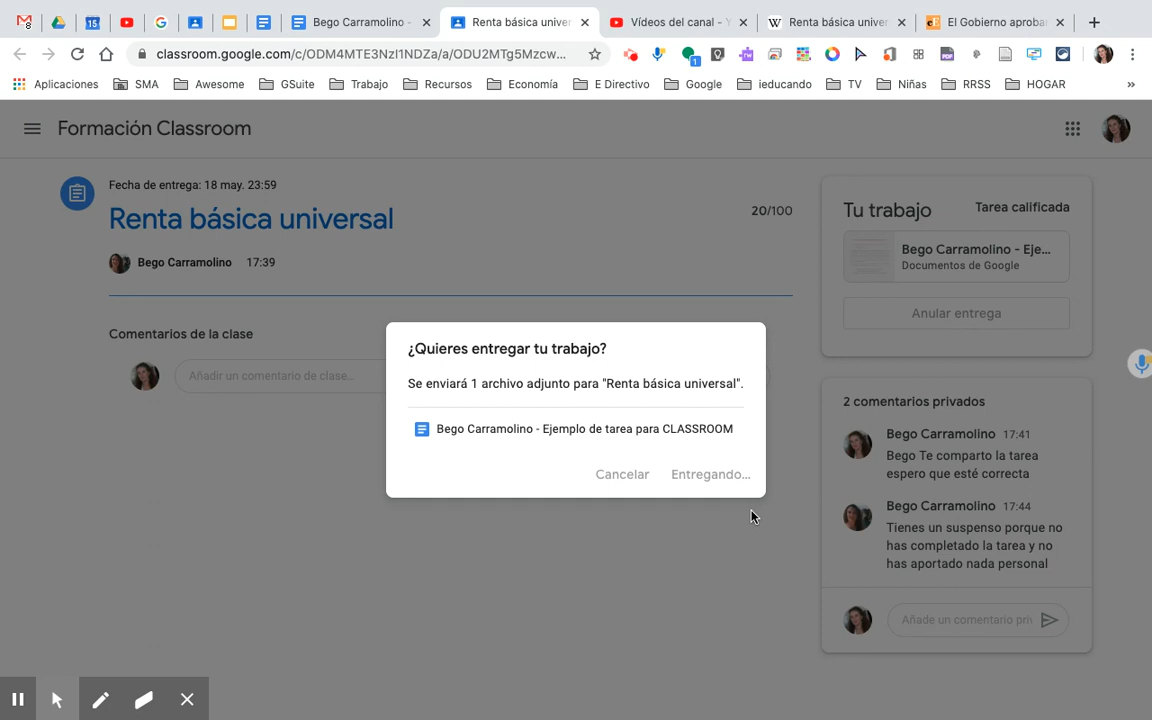 15
Bego Carramolino -
Renta básica univer
Vídeos del canal - Y
Renta básica univer
El Gobierno aproba
classroom.google.com/c/ODM4MTE3NzI1NDZa/a/ODU2MTg5Mzcw...
Aplicaciones
SMA
Awesome
GSuite
Trabajo
Recursos
Economía
E Directivo
Google
ieducando
TV
Niñas
RRSS
HOGAR
»
Formación Classroom
Fecha de entrega: 18 may. 23:59
Renta básica universal
20/100
Bego Carramolino 17:39
Comentarios de la clase
Añadir un comentario de clase...
Tu trabajo
Tarea calificada
Bego Carramolino - Eje...
Documentos de Google
Anular entrega
¿Quieres entregar tu trabajo?
Se enviará 1 archivo adjunto para "Renta básica universal".
Bego Carramolino - Ejemplo de tarea para CLASSROOM
Cancelar
Entregando...
2 comentarios privados
Bego Carramolino 17:41
Bego Te comparto la tarea
espero que esté correcta
Bego Carramolino 17:44
Tienes un suspenso porque no
has completado la tarea y no
has aportado nada personal
Añade un comentario pri